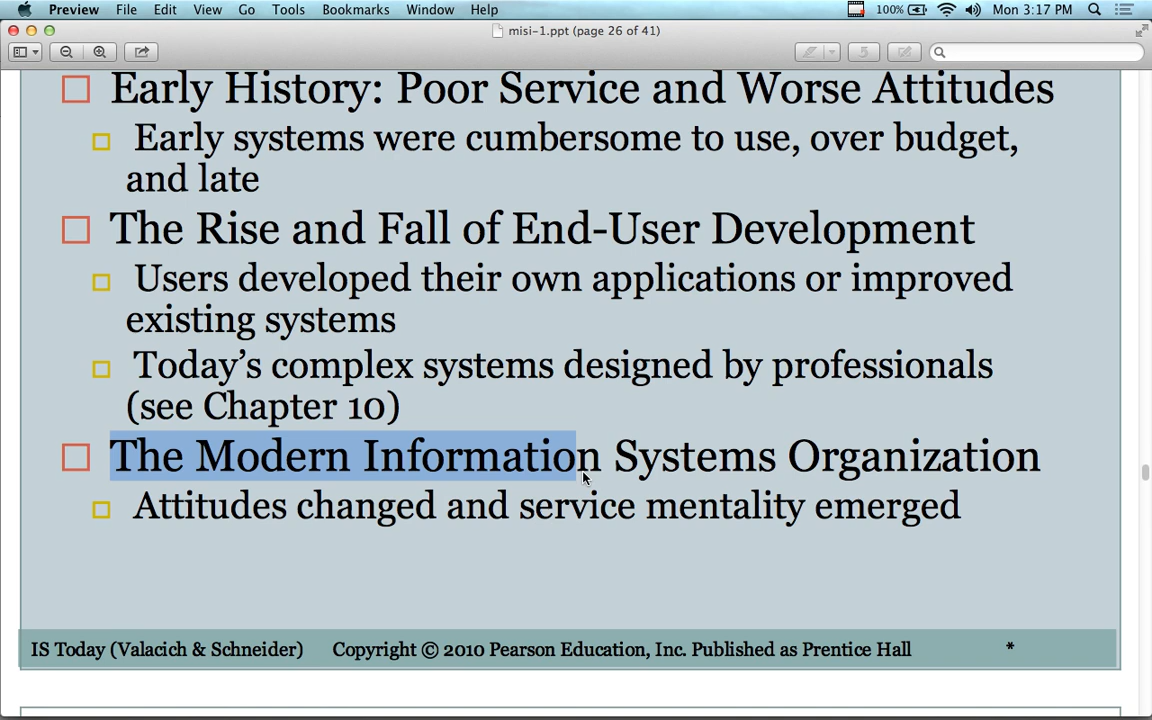 Preview File Edit View Go Tools Bookmarks Window Help 100% Mon 3:17 PM
misi-1.ppt (page 26 of 41)
Early History: Poor Service and Worse Attitudes
Early systems were cumbersome to use, over budget,
and late
The Rise and Fall of End-User Development
Users developed their own applications or improved
existing systems
Today’s complex systems designed by professionals
(see Chapter 10)
The Modern Information Systems Organization
Attitudes changed and service mentality emerged
IS Today (Valacich & Schneider) Copyright © 2010 Pearson Education, Inc. Published as Prentice Hall *